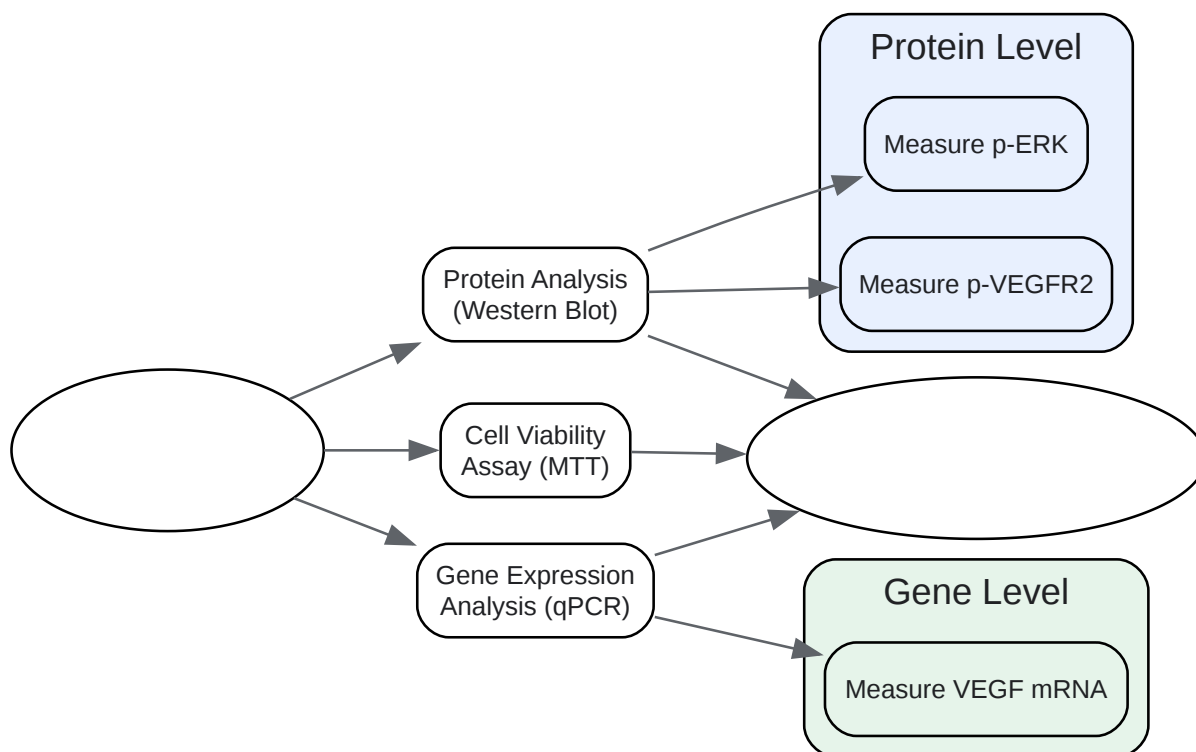 Protein Level
Measure p-ERK
Protein Analysis
(Western Blot)
Measure p-VEGFR2
Cell Viability
Assay (MTT)
Gene Expression
Analysis (qPCR)
Gene Level
Measure VEGF mRNA